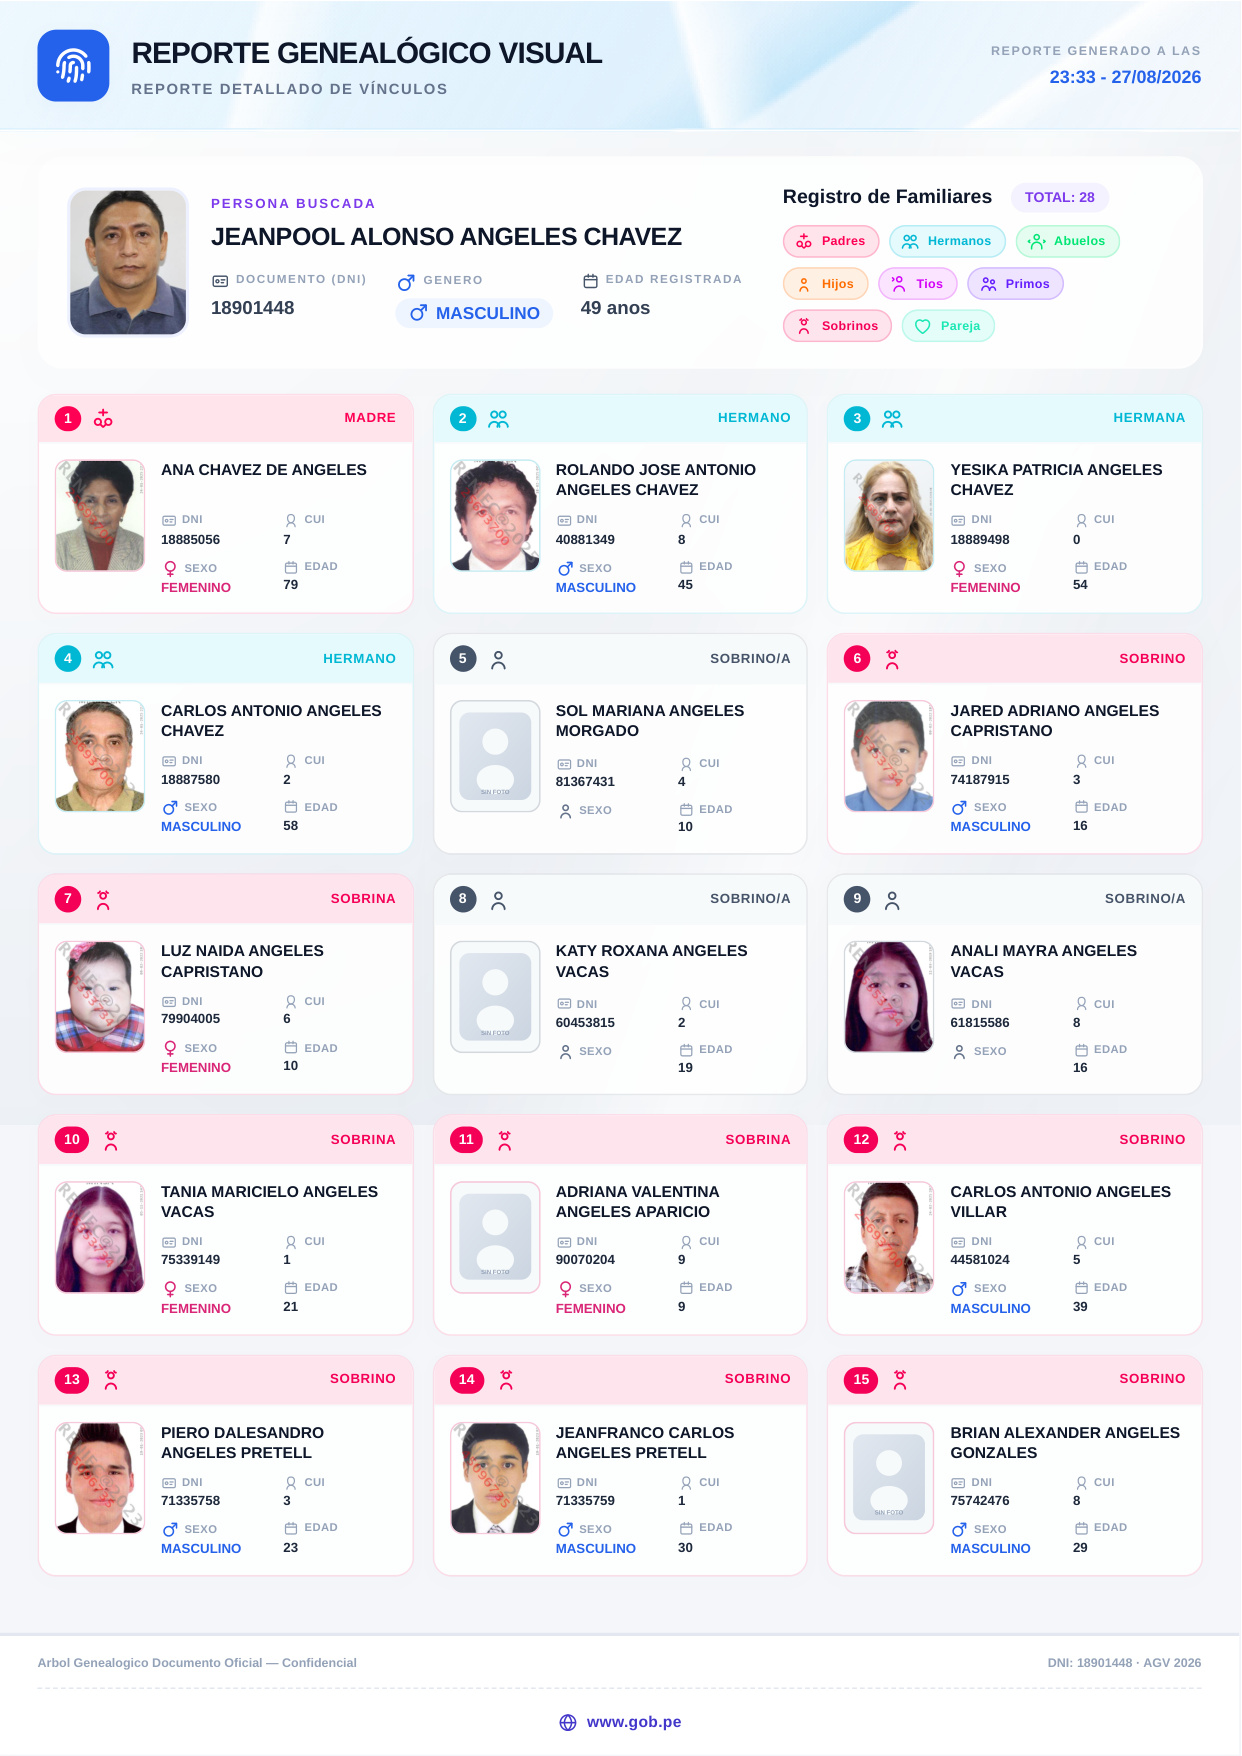 REPORTE GENEALÓGICO VISUAL
REPORTE DETALLADO DE VÍNCULOS
REPORTE GENERADO A LAS
23:33 - 27/08/2026
PERSONA BUSCADA
JEANPOOL ALONSO ANGELES CHAVEZ
DOCUMENTO (DNI) GENERO EDAD REGISTRADA
18901448 MASCULINO 49 anos
Registro de Familiares TOTAL: 28
Padres Hermanos Abuelos
Hijos Tios Primos
Sobrinos Pareja
1 MADRE
ANA CHAVEZ DE ANGELES
DNI CUI
18885056 7
SEXO EDAD
FEMENINO 79
2 HERMANO
ROLANDO JOSE ANTONIO
ANGELES CHAVEZ
DNI CUI
40881349 8
SEXO EDAD
MASCULINO 45
3 HERMANA
YESIKA PATRICIA ANGELES
CHAVEZ
DNI CUI
18889498 0
SEXO EDAD
FEMENINO 54
4 HERMANO
CARLOS ANTONIO ANGELES
CHAVEZ
DNI CUI
18887580 2
SEXO EDAD
MASCULINO 58
5 SOBRINO/A
SIN FOTO
SOL MARIANA ANGELES
MORGADO
DNI CUI
81367431 4
SEXO EDAD
10
6 SOBRINO
JARED ADRIANO ANGELES
CAPRISTANO
DNI CUI
74187915 3
SEXO EDAD
MASCULINO 16
7 SOBRINA
LUZ NAIDA ANGELES
CAPRISTANO
DNI CUI
79904005 6
SEXO EDAD
FEMENINO 10
8 SOBRINO/A
SIN FOTO
KATY ROXANA ANGELES
VACAS
DNI CUI
60453815 2
SEXO EDAD
19
9 SOBRINO/A
ANALI MAYRA ANGELES
VACAS
DNI CUI
61815586 8
SEXO EDAD
16
10 SOBRINA
TANIA MARICIELO ANGELES
VACAS
DNI CUI
75339149 1
SEXO EDAD
FEMENINO 21
11 SOBRINA
SIN FOTO
ADRIANA VALENTINA
ANGELES APARICIO
DNI CUI
90070204 9
SEXO EDAD
FEMENINO 9
12 SOBRINO
CARLOS ANTONIO ANGELES
VILLAR
DNI CUI
44581024 5
SEXO EDAD
MASCULINO 39
13 SOBRINO
PIERO DALESANDRO
ANGELES PRETELL
DNI CUI
71335758 3
SEXO EDAD
MASCULINO 23
14 SOBRINO
JEANFRANCO CARLOS
ANGELES PRETELL
DNI CUI
71335759 1
SEXO EDAD
MASCULINO 30
15 SOBRINO
SIN FOTO
BRIAN ALEXANDER ANGELES
GONZALES
DNI CUI
75742476 8
SEXO EDAD
MASCULINO 29
Arbol Genealogico Documento Oficial — Confidencial
DNI: 18901448 · AGV 2026
www.gob.pe